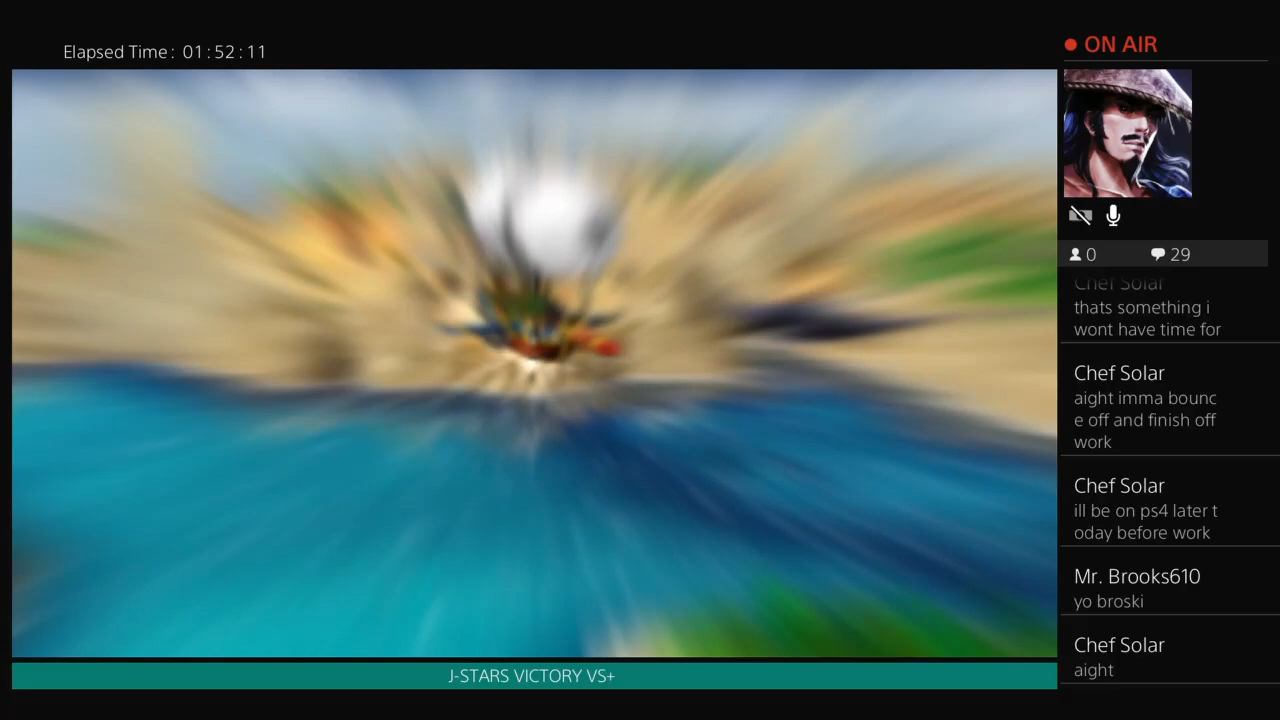 Elapsed Time: 01:52:11
ON AIR
0 29
Chef Solar
thats something i
wont have time for
Chef Solar
aight imma bounc
e off and finish off
work
Chef Solar
ill be on ps4 later t
oday before work
Mr. Brooks610
yo broski
Chef Solar
aight
J-STARS VICTORY VS+